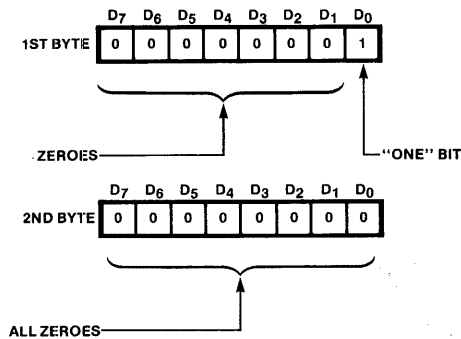 D7 D6 D5 D4 D3 D2 D1 D0
1ST BYTE 0 0 0 0 0 0 0 1
ZEROES "ONE" BIT
D7 D6 D5 D4 D3 D2 D1 D0
2ND BYTE 0 0 0 0 0 0 0 0
ALL ZEROES